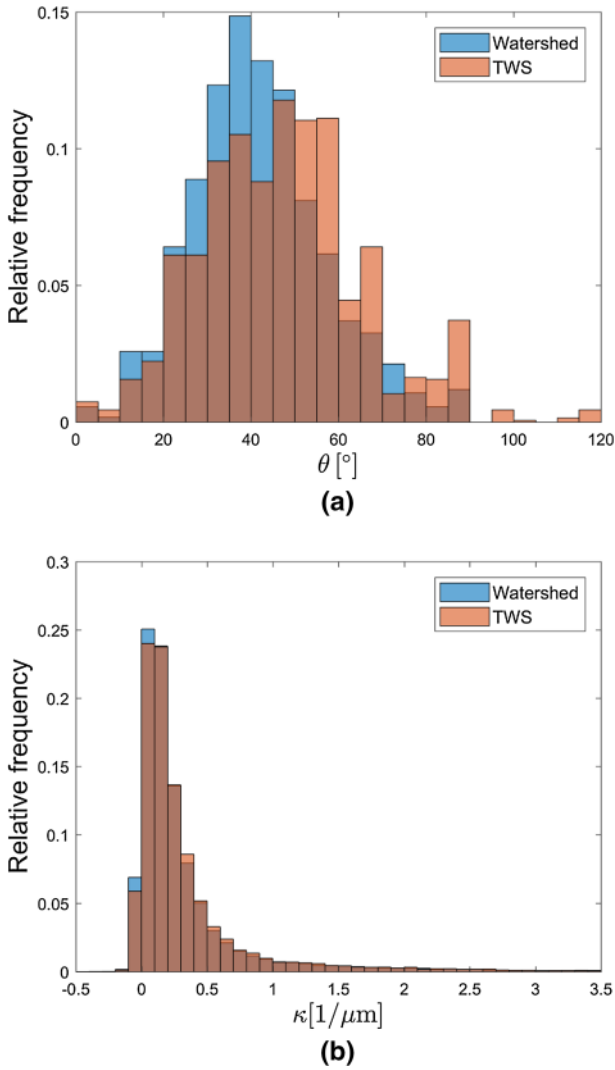 0.15
Watershed
TWS
0.1
0.05
0
Relative frequency
0 20 40 60 80 100 120
θ [°]
(a)
0.3
Watershed
TWS
0.25
0.2
0.15
0.1
0.05
0
Relative frequency
-0.5 0 0.5 1 1.5 2 2.5 3 3.5
κ[1/μm]
(b)